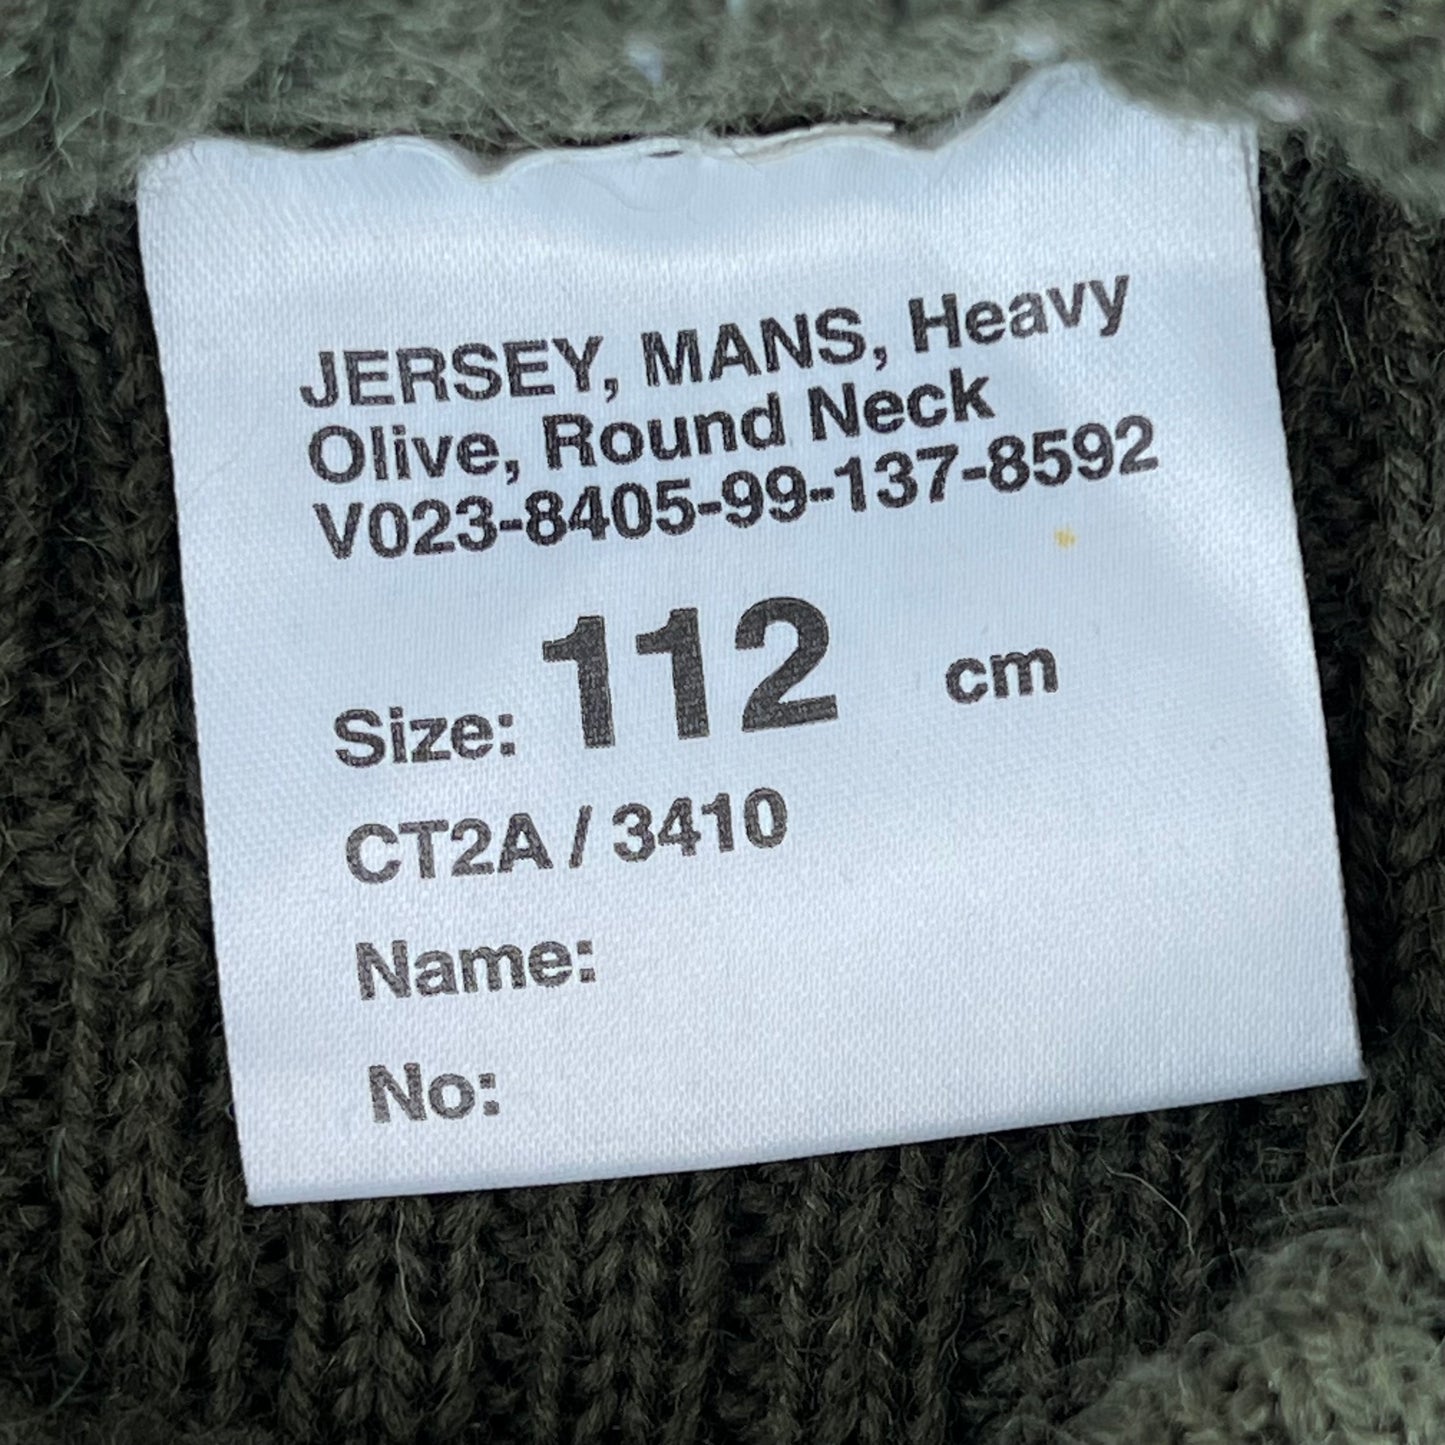 JERSEY, MANS, Heavy
Olive, Round Neck
V023-8405-99-137-8592
Size: 112 cm
CT2A / 3410
Name:
No: